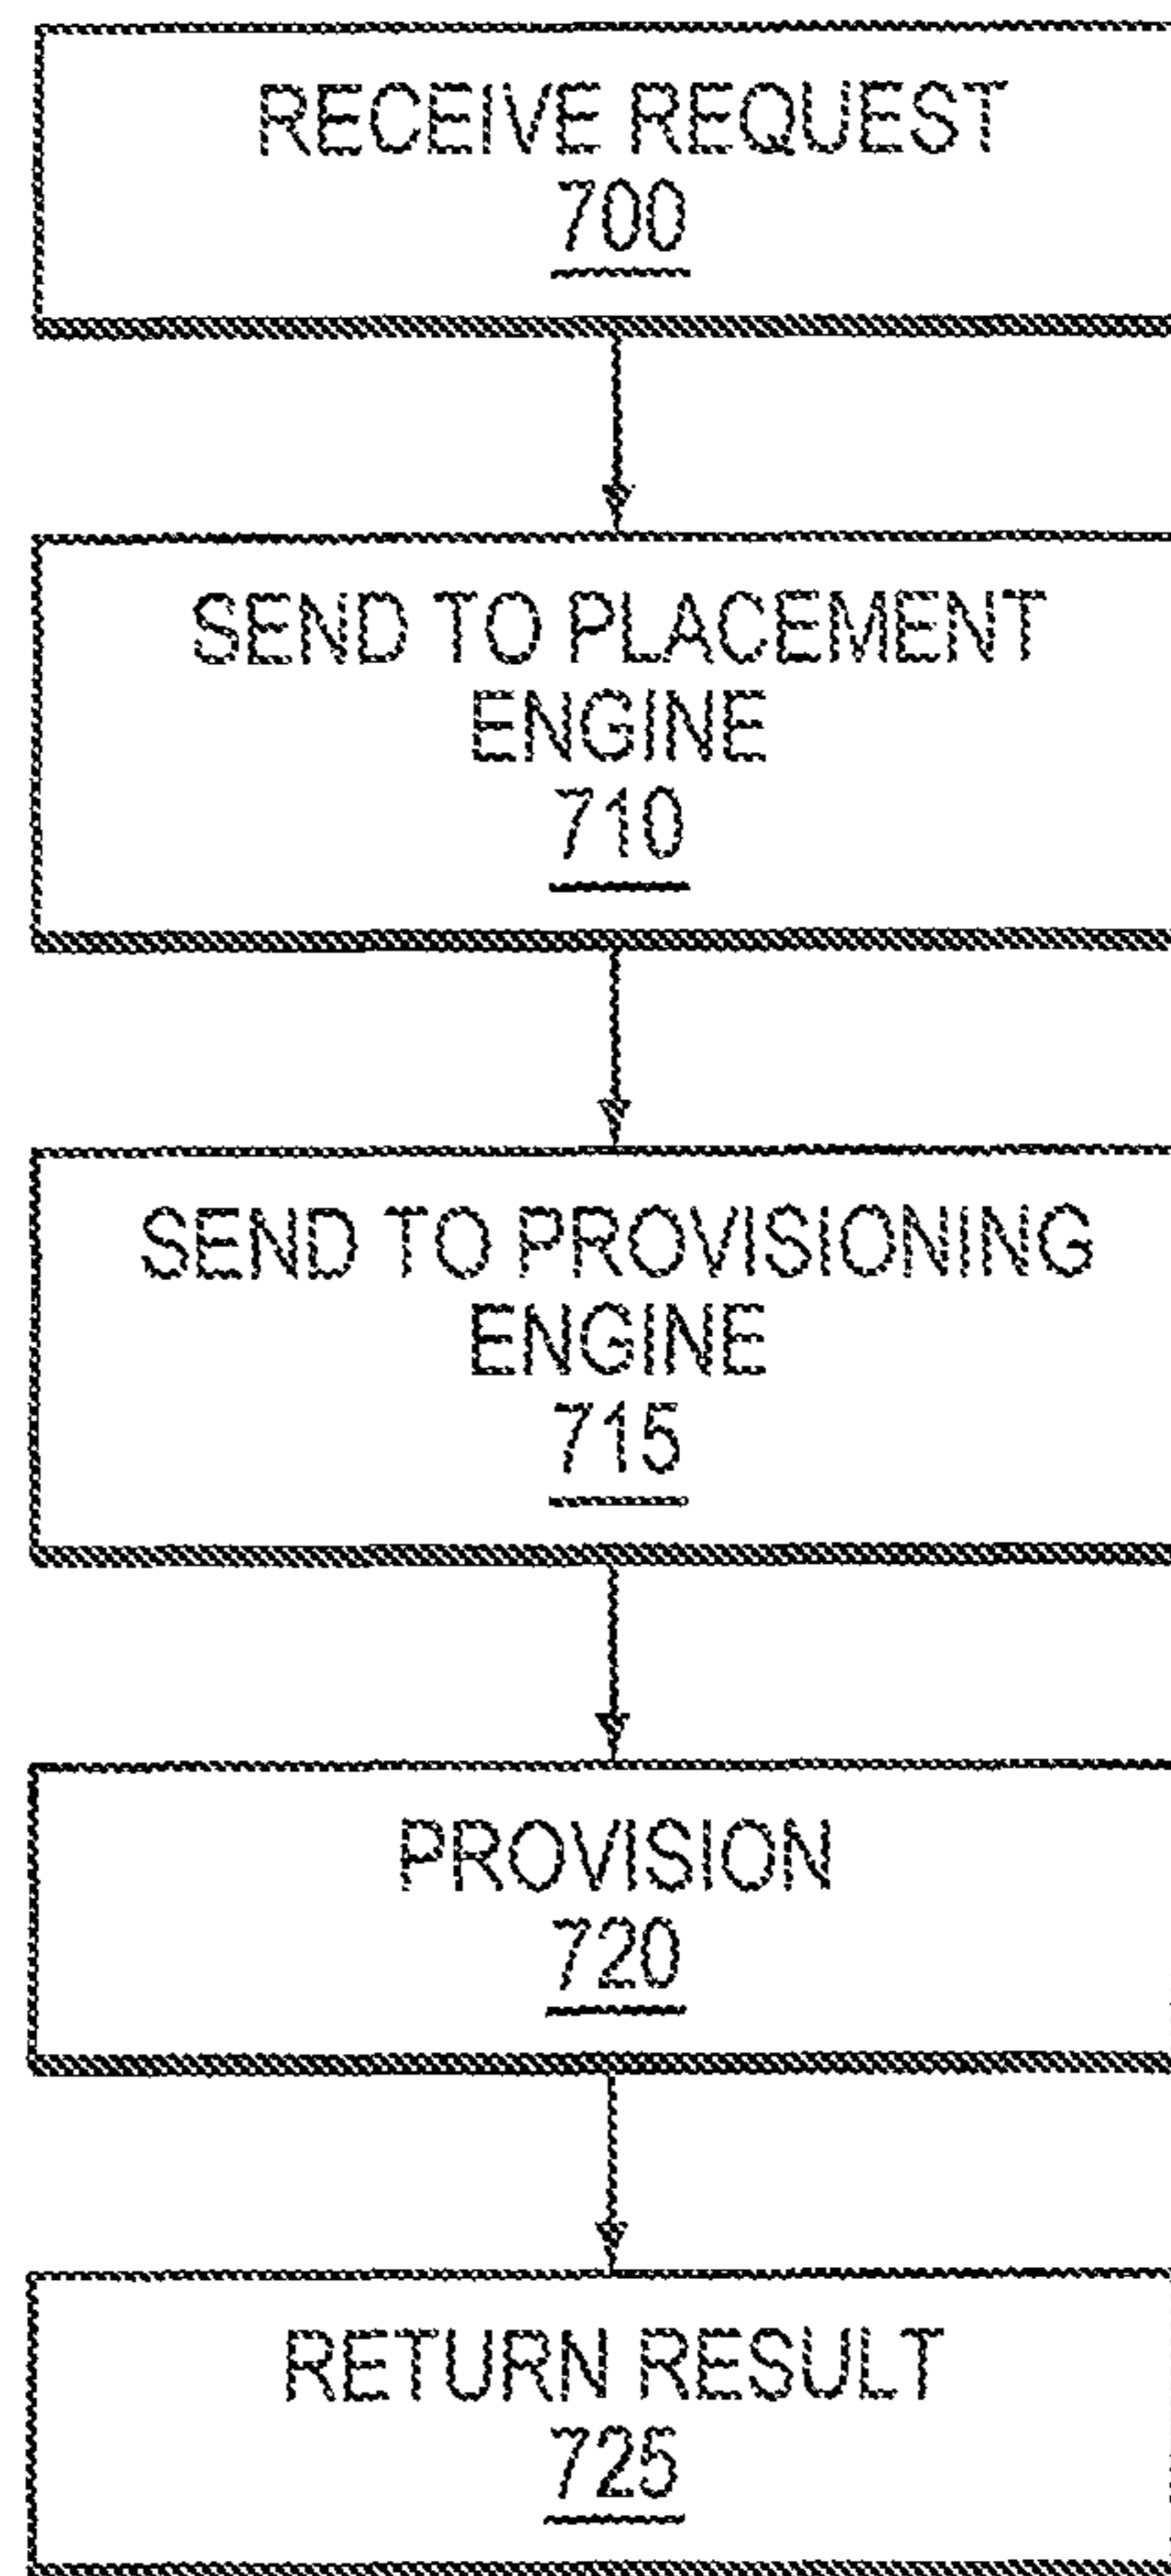 RECEIVE REQUEST
700
SEND TO PLACEMENT
ENGINE
710
SEND TO PROVISIONING
ENGINE
715
PROVISION
720
RETURN RESULT
725